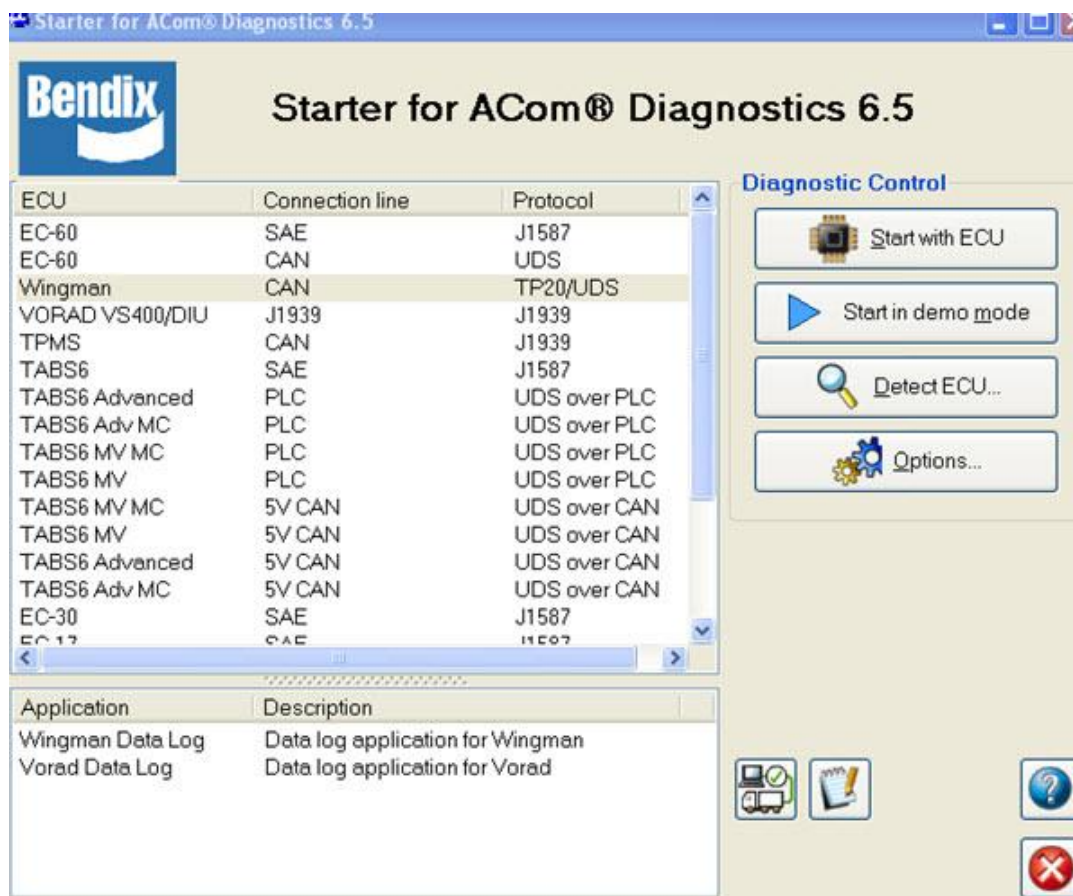 Starter for ACom® Diagnostics 6.5
Bendix
Starter for ACom® Diagnostics 6.5
ECU Connection line Protocol
EC-60 SAE J1587
EC-60 CAN UDS
Wingman CAN TP20/UDS
VORAD VS400/DIU J1939 J1939
TPMS CAN J1939
TABS6 SAE J1587
TABS6 Advanced PLC UDS over PLC
TABS6 Adv MC PLC UDS over PLC
TABS6 MV MC PLC UDS over PLC
TABS6 MV PLC UDS over PLC
TABS6 MV MC 5V CAN UDS over CAN
TABS6 MV 5V CAN UDS over CAN
TABS6 Advanced 5V CAN UDS over CAN
TABS6 Adv MC 5V CAN UDS over CAN
EC-30 SAE J1587
EC-17 SAE J1587
Diagnostic Control
Start with ECU
Start in demo mode
Detect ECU...
Options...
Application Description
Wingman Data Log Data log application for Wingman
Vorad Data Log Data log application for Vorad